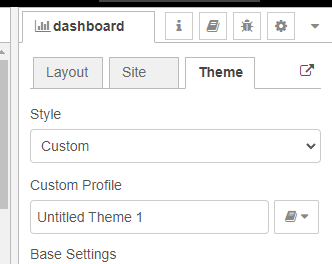 dashboard
Layout Site Theme
Style
Custom
Custom Profile
Untitled Theme 1
Base Settings